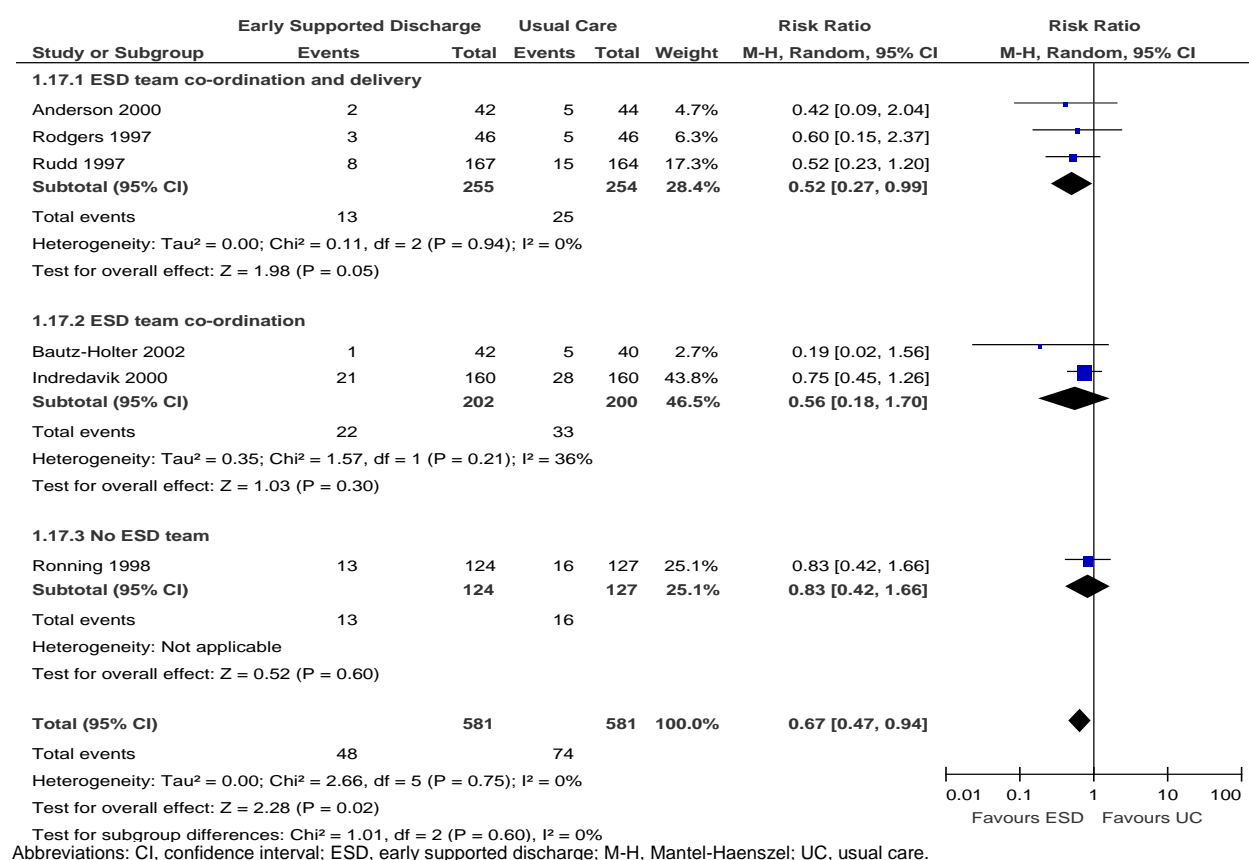 Early Supported Discharge Usual Care Risk Ratio Risk Ratio
Study or Subgroup Events Total Events Total Weight M-H, Random, 95% CI M-H, Random, 95% CI
1.17.1 ESD team co-ordination and delivery
Anderson 2000 2 42 5 44 4.7% 0.42 [0.09, 2.04]
Rodgers 1997 3 46 5 46 6.3% 0.60 [0.15, 2.37]
Rudd 1997 8 167 15 164 17.3% 0.52 [0.23, 1.20]
Subtotal (95% CI) 255 254 28.4% 0.52 [0.27, 0.99]
Total events 13 25
Heterogeneity: Tau² = 0.00; Chi² = 0.11, df = 2 (P = 0.94); I² = 0%
Test for overall effect: Z = 1.98 (P = 0.05)
1.17.2 ESD team co-ordination
Bautz-Holter 2002 1 42 5 40 2.7% 0.19 [0.02, 1.56]
Indredavik 2000 21 160 28 160 43.8% 0.75 [0.45, 1.26]
Subtotal (95% CI) 202 200 46.5% 0.56 [0.18, 1.70]
Total events 22 33
Heterogeneity: Tau² = 0.35; Chi² = 1.57, df = 1 (P = 0.21); I² = 36%
Test for overall effect: Z = 1.03 (P = 0.30)
1.17.3 No ESD team
Ronning 1998 13 124 16 127 25.1% 0.83 [0.42, 1.66]
Subtotal (95% CI) 124 127 25.1% 0.83 [0.42, 1.66]
Total events 13 16
Heterogeneity: Not applicable
Test for overall effect: Z = 0.52 (P = 0.60)
Total (95% CI) 581 581 100.0% 0.67 [0.47, 0.94]
Total events 48 74
Heterogeneity: Tau² = 0.00; Chi² = 2.66, df = 5 (P = 0.75); I² = 0%
Test for overall effect: Z = 2.28 (P = 0.02)
Test for subgroup differences: Chi² = 1.01, df = 2 (P = 0.60), I² = 0%
0.01 0.1 1 10 100
Favours ESD Favours UC
Abbreviations: CI, confidence interval; ESD, early supported discharge; M-H, Mantel-Haenszel; UC, usual care.